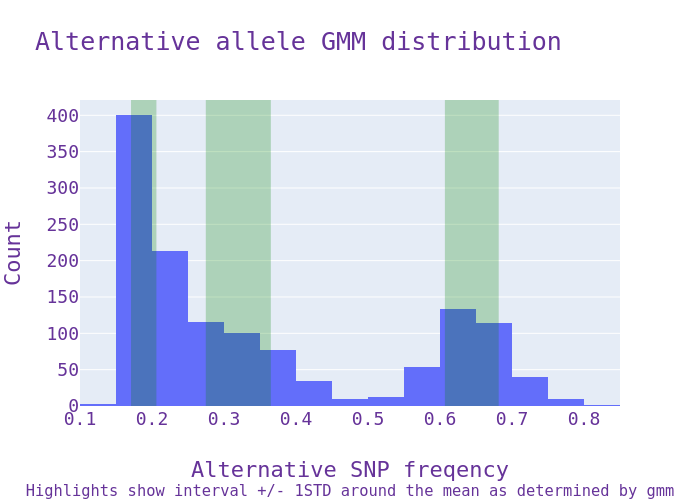 Alternative allele GMM distribution
Count
400
350
300
250
200
150
100
50
0
0.1 0.2 0.3 0.4 0.5 0.6 0.7 0.8
Alternative SNP freqency
Highlights show interval +/- 1STD around the mean as determined by gmm